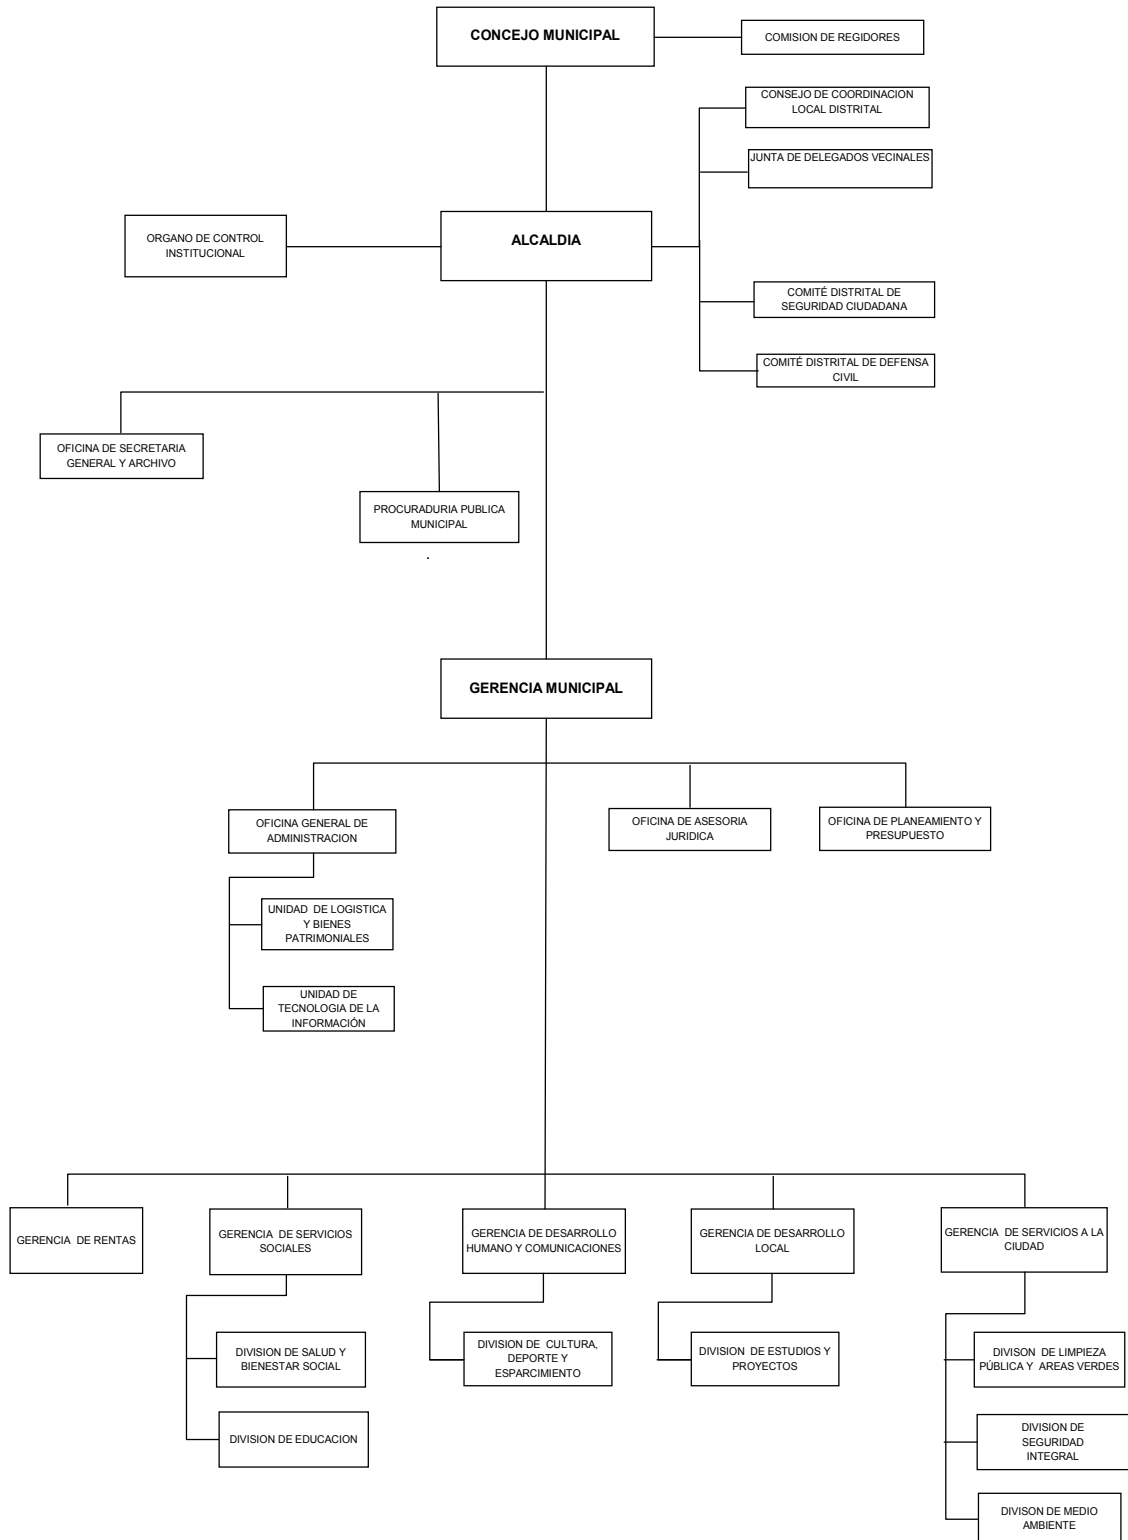 CONCEJO MUNICIPAL
COMISION DE REGIDORES
CONSEJO DE COORDINACION
LOCAL DISTRITAL
JUNTA DE DELEGADOS VECINALES
ORGANO DE CONTROL
INSTITUCIONAL
ALCALDIA
COMITÉ DISTRITAL DE
SEGURIDAD CIUDADANA
COMITÉ DISTRITAL DE DEFENSA
CIVIL
OFICINA DE SECRETARIA
GENERAL Y ARCHIVO
PROCURADURIA PUBLICA
MUNICIPAL
.
GERENCIA MUNICIPAL
OFICINA GENERAL DE
ADMINISTRACION
OFICINA DE ASESORIA
JURIDICA
OFICINA DE PLANEAMIENTO Y
PRESUPUESTO
UNIDAD DE LOGISTICA
Y BIENES
PATRIMONIALES
UNIDAD DE
TECNOLOGIA DE LA
INFORMACIÓN
GERENCIA DE RENTAS
GERENCIA DE SERVICIOS
SOCIALES
GERENCIA DE DESARROLLO
HUMANO Y COMUNICACIONES
GERENCIA DE DESARROLLO
LOCAL
GERENCIA DE SERVICIOS A LA
CIUDAD
DIVISION DE SALUD Y
BIENESTAR SOCIAL
DIVISION DE CULTURA,
DEPORTE Y
ESPARCIMIENTO
DIVISION DE ESTUDIOS Y
PROYECTOS
DIVISON DE LIMPIEZA
PÚBLICA Y AREAS VERDES
DIVISION DE EDUCACION
DIVISION DE
SEGURIDAD
INTEGRAL
DIVISON DE MEDIO
AMBIENTE